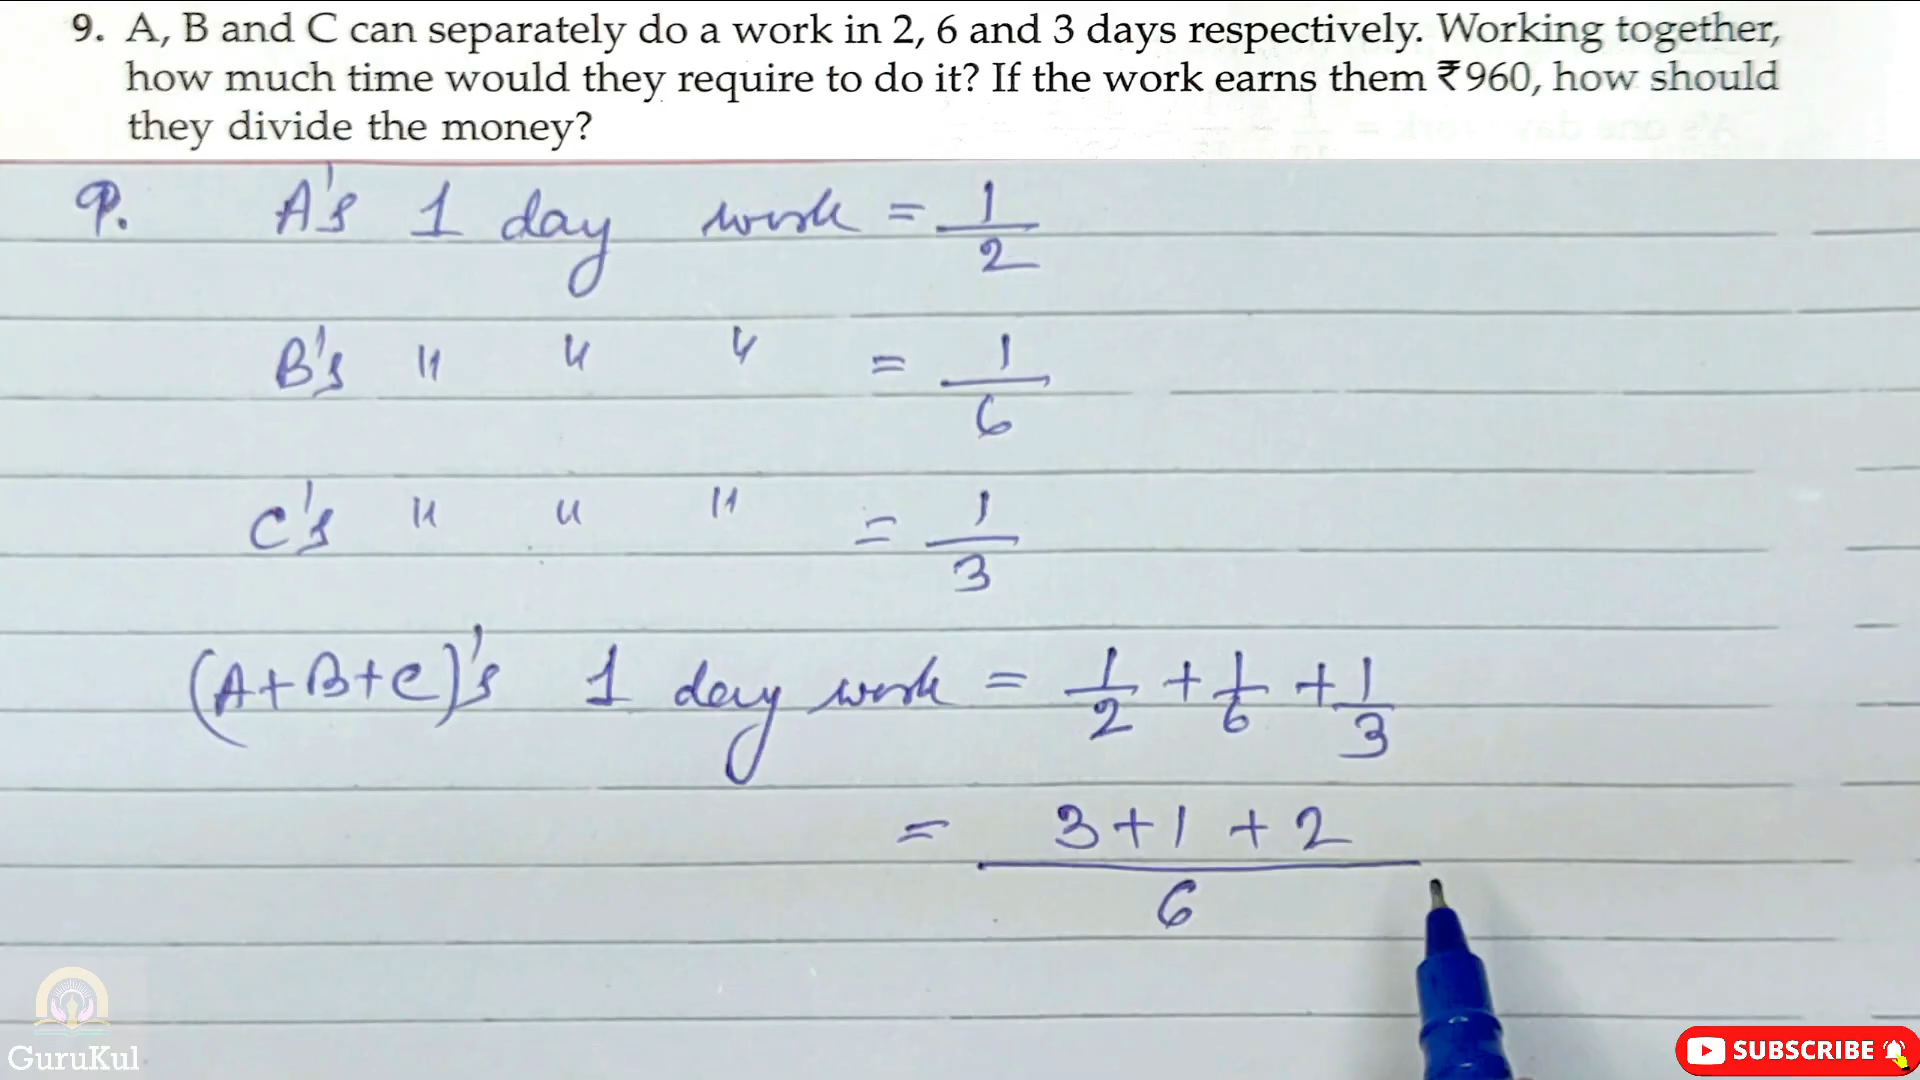 9. A, B and C can separately do a work in 2, 6 and 3 days respectively. Working together,
how much time would they require to do it? If the work earns them ₹960, how should
they divide the money?
9. A's 1 day work = 1/2
B's " " " = 1/6
C's " " " = 1/3
(A+B+C)'s 1 day work = 1/2 + 1/6 + 1/3
= (3+1+2)/6
GuruKul
SUBSCRIBE